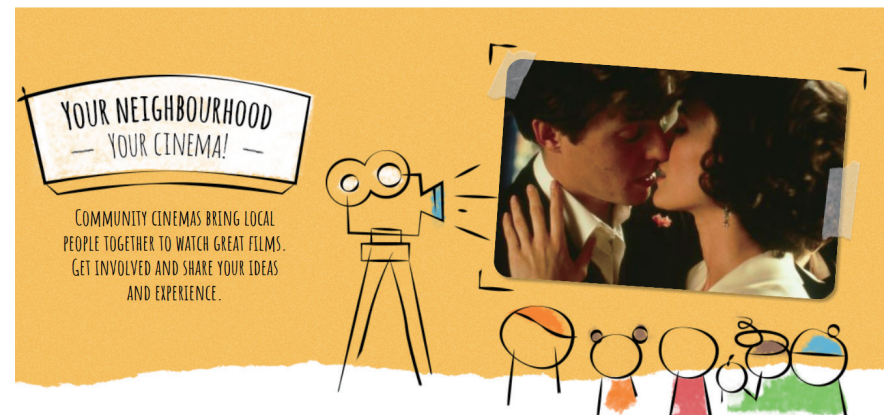 YOUR NEIGHBOURHOOD
— YOUR CINEMA! —
COMMUNITY CINEMAS BRING LOCAL
PEOPLE TOGETHER TO WATCH GREAT FILMS.
GET INVOLVED AND SHARE YOUR IDEAS
AND EXPERIENCE.